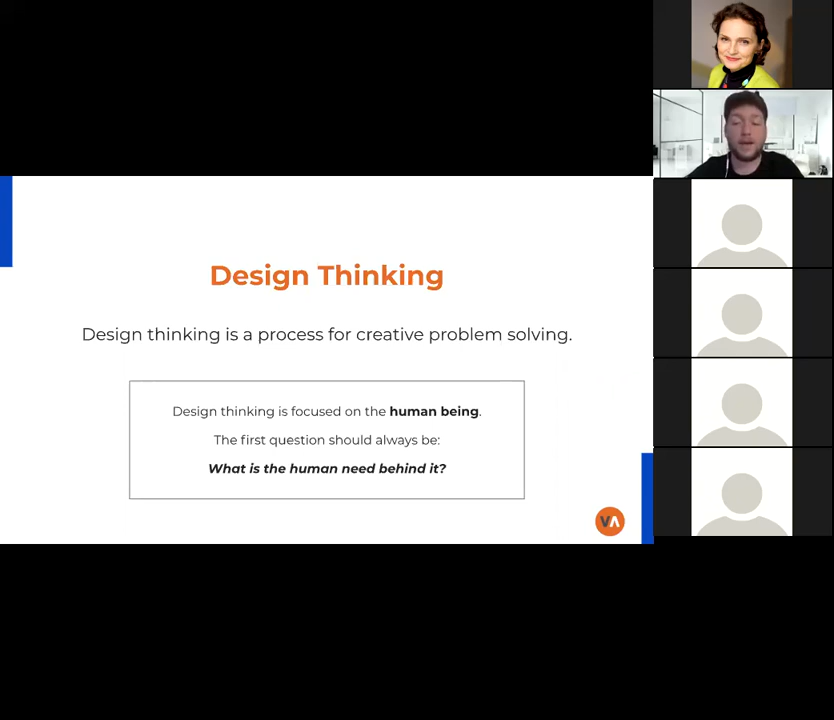 Design Thinking
Design thinking is a process for creative problem solving.
Design thinking is focused on the human being.
The first question should always be:
What is the human need behind it?
VA